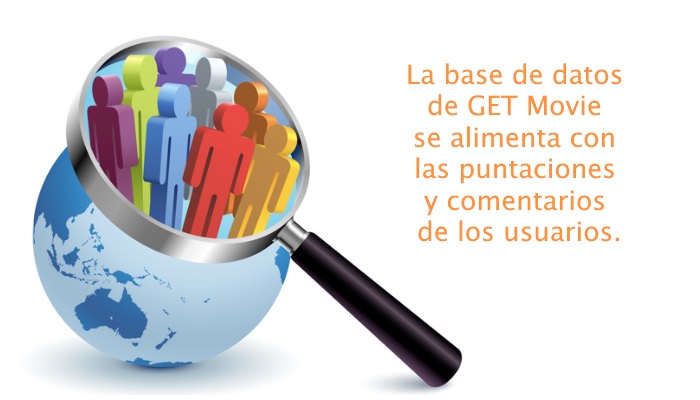 La base de datos
de GET Movie
se alimenta con
las puntaciones
y comentarios
de los usuarios.